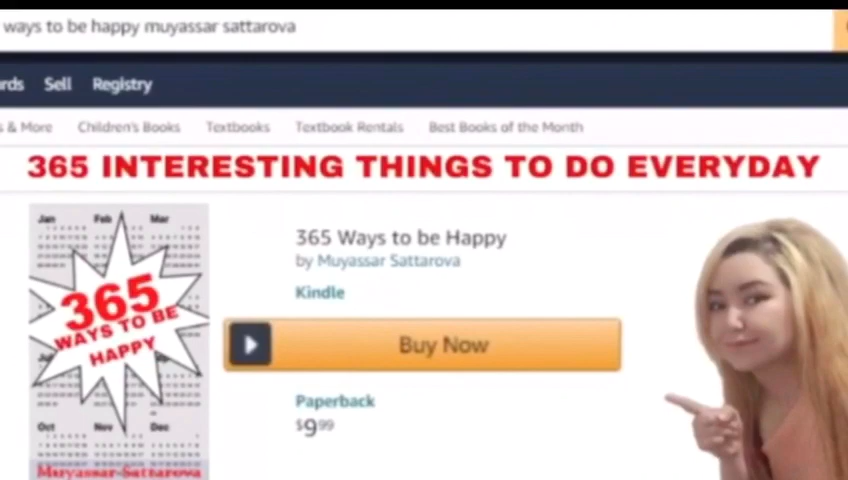 ways to be happy muyassar sattarova
rds Sell Registry
s & More Children's Books Textbooks Textbook Rentals Best Books of the Month
365 INTERESTING THINGS TO DO EVERYDAY
Jan Feb Mar
365
WAYS TO BE
HAPPY
Oct Nov Dec
Muyassar Sattarova
365 Ways to be Happy
by Muyassar Sattarova
Kindle
Buy Now
Paperback
$9.99